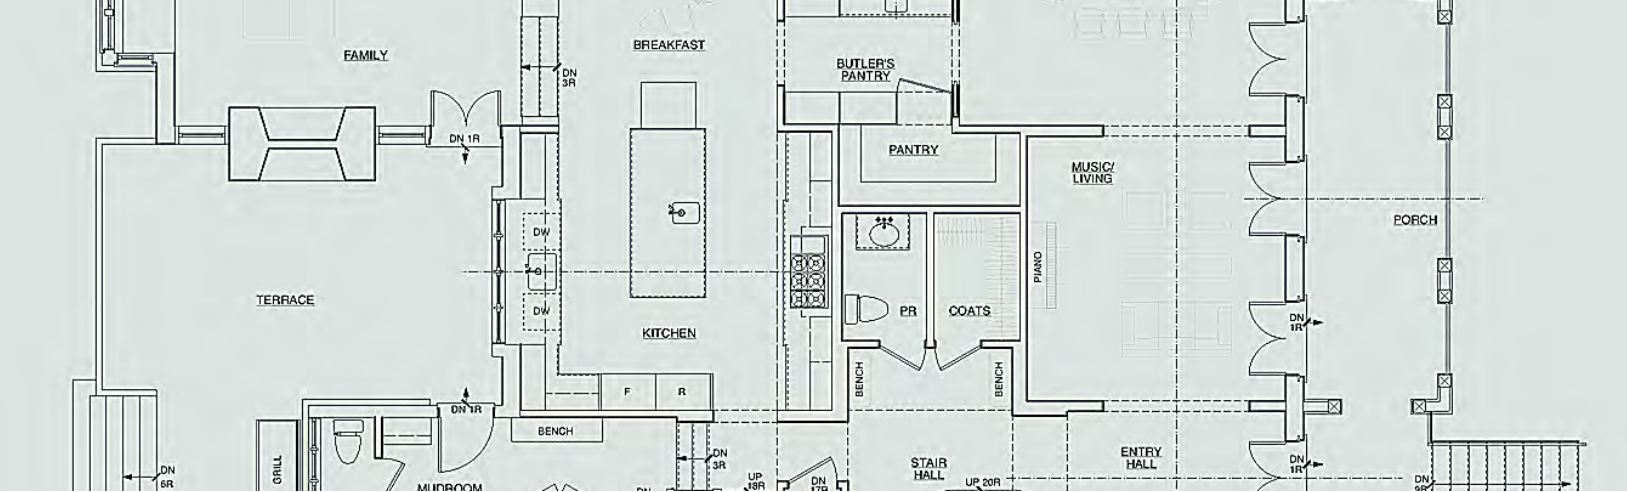 FAMILY
BREAKFAST
DN
3R
BUTLER'S
PANTRY
DN 1R
PANTRY
MUSIC/
LIVING
PORCH
DW
PIANO
TERRACE
DW
KITCHEN
PR
COATS
DN
1R
BENCH
BENCH
F
R
DN 1R
BENCH
GRILL
DN
6R
MUDROOM
DN
3R
DN
UP
18R
DN
17R
STAIR
HALL
UP 20R
ENTRY
HALL
DN
1R
DN